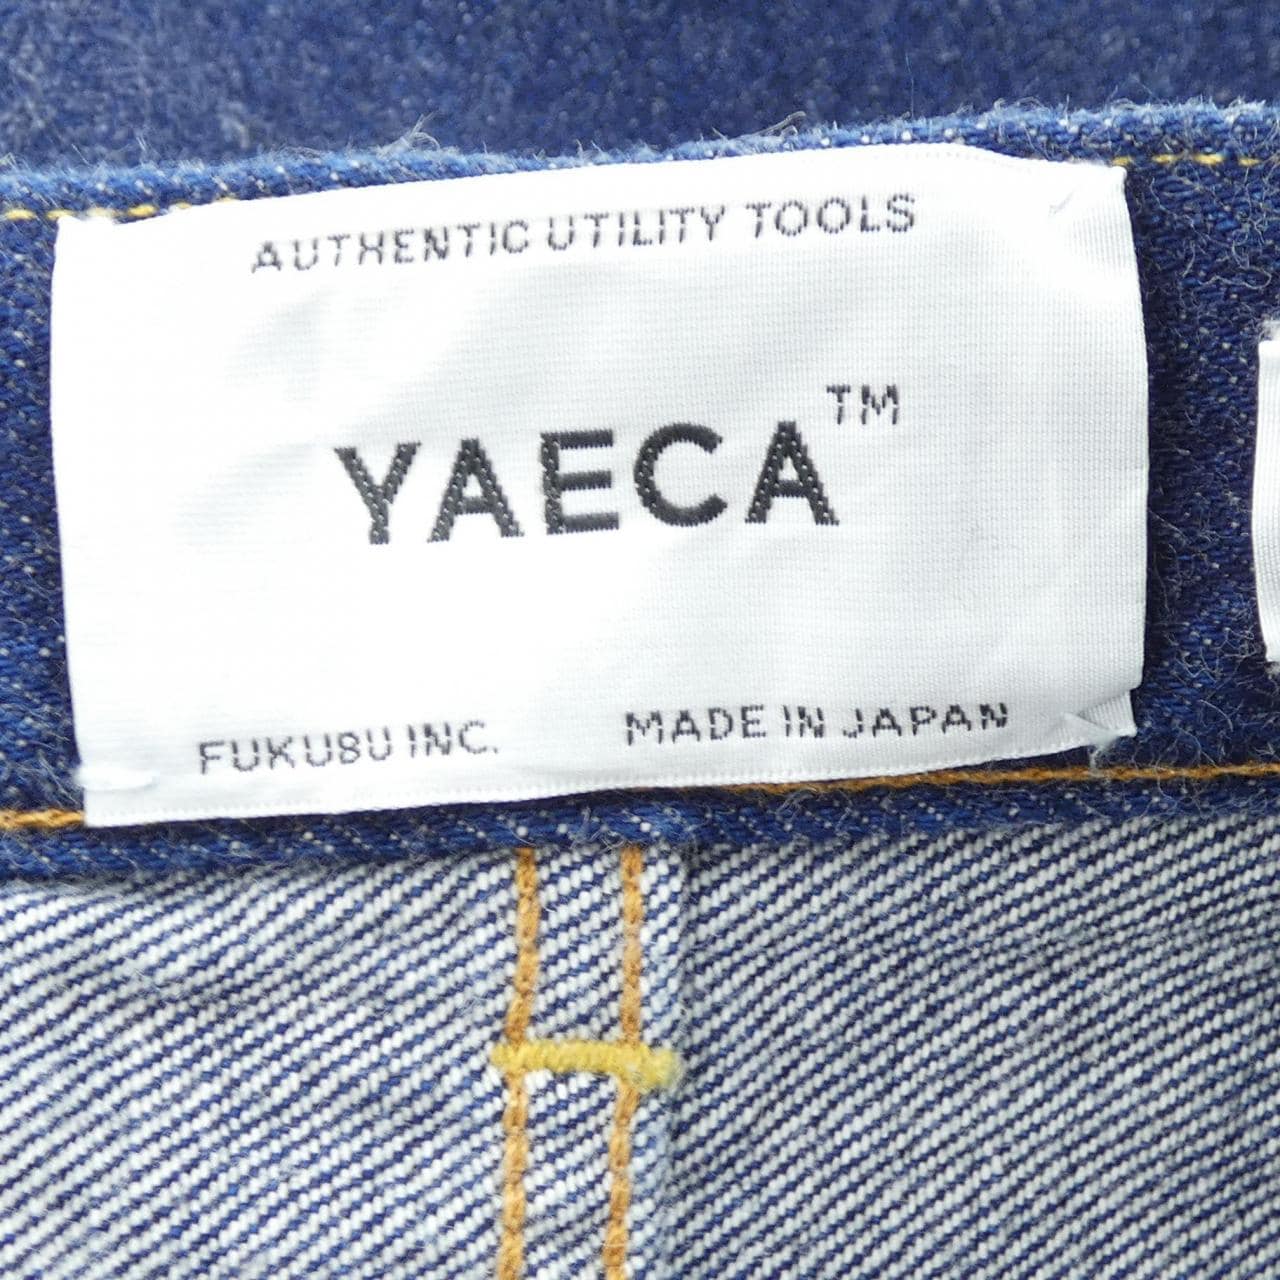 AUTHENTIC UTILITY TOOLS
YAECA™
FUKUBU INC. MADE IN JAPAN